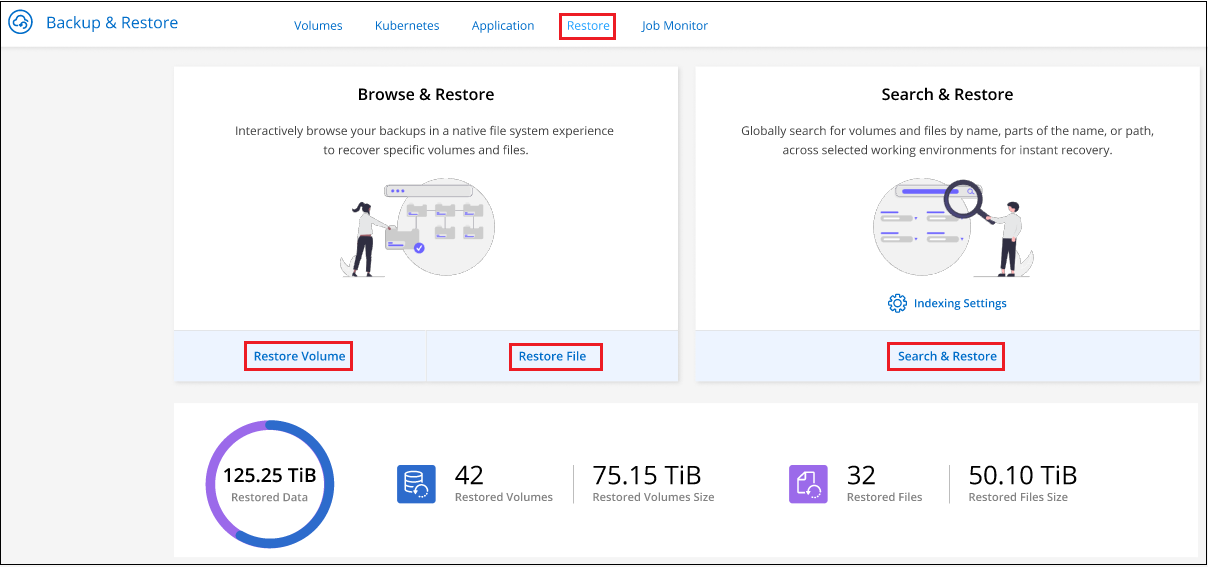 Backup & Restore
Volumes
Kubernetes
Application
Restore
Job Monitor
Browse & Restore
Interactively browse your backups in a native file system experience
to recover specific volumes and files.
Restore Volume
Restore File
Search & Restore
Globally search for volumes and files by name, parts of the name, or path,
across selected working environments for instant recovery.
Indexing Settings
Search & Restore
125.25 TiB
Restored Data
42
Restored Volumes
75.15 TiB
Restored Volumes Size
32
Restored Files
50.10 TiB
Restored Files Size